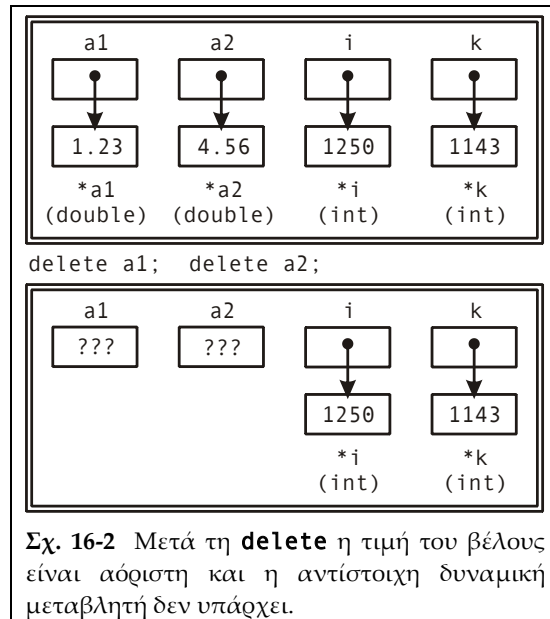 a1 a2 i k
1.23 4.56 1250 1143
*a1 *a2 *i *k
(double) (double) (int) (int)
delete a1; delete a2;
a1 a2 i k
??? ???
1250 1143
*i *k
(int) (int)
Σχ. 16-2 Μετά τη delete η τιμή του βέλους
είναι αόριστη και η αντίστοιχη δυναμική
μεταβλητή δεν υπάρχει.